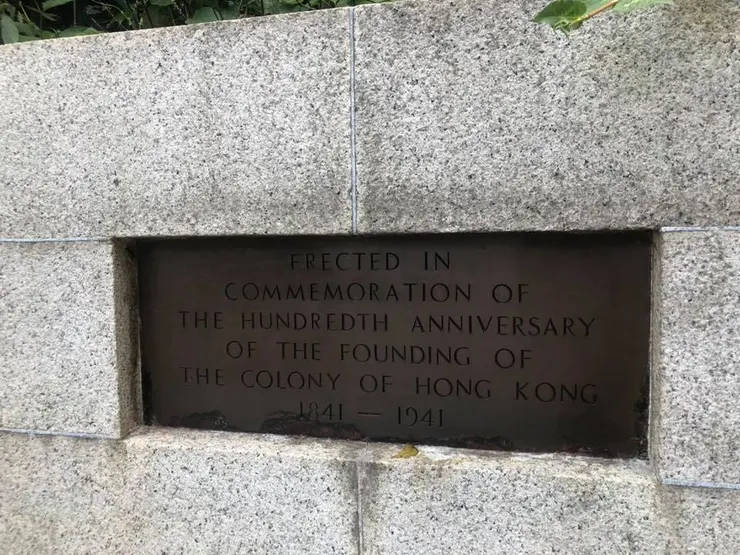 ERECTED IN
COMMEMORATION OF
THE HUNDREDTH ANNIVERSARY
OF THE FOUNDING OF
THE COLONY OF HONG KONG
1841 — 1941